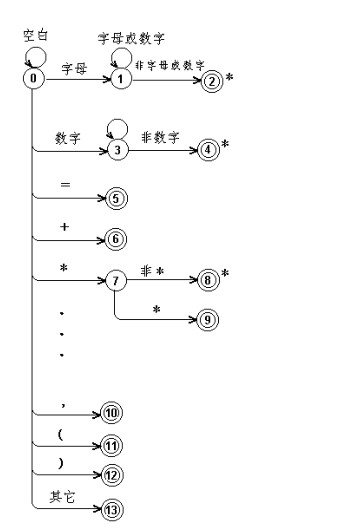 空白 字母或数字
0 字母 1 非字母或数字 2 *
数字 3 非数字 4 *
= 5
+ 6
* 7 非* 8 *
* 9
.
.
.
, 10
( 11
) 12
其它 13